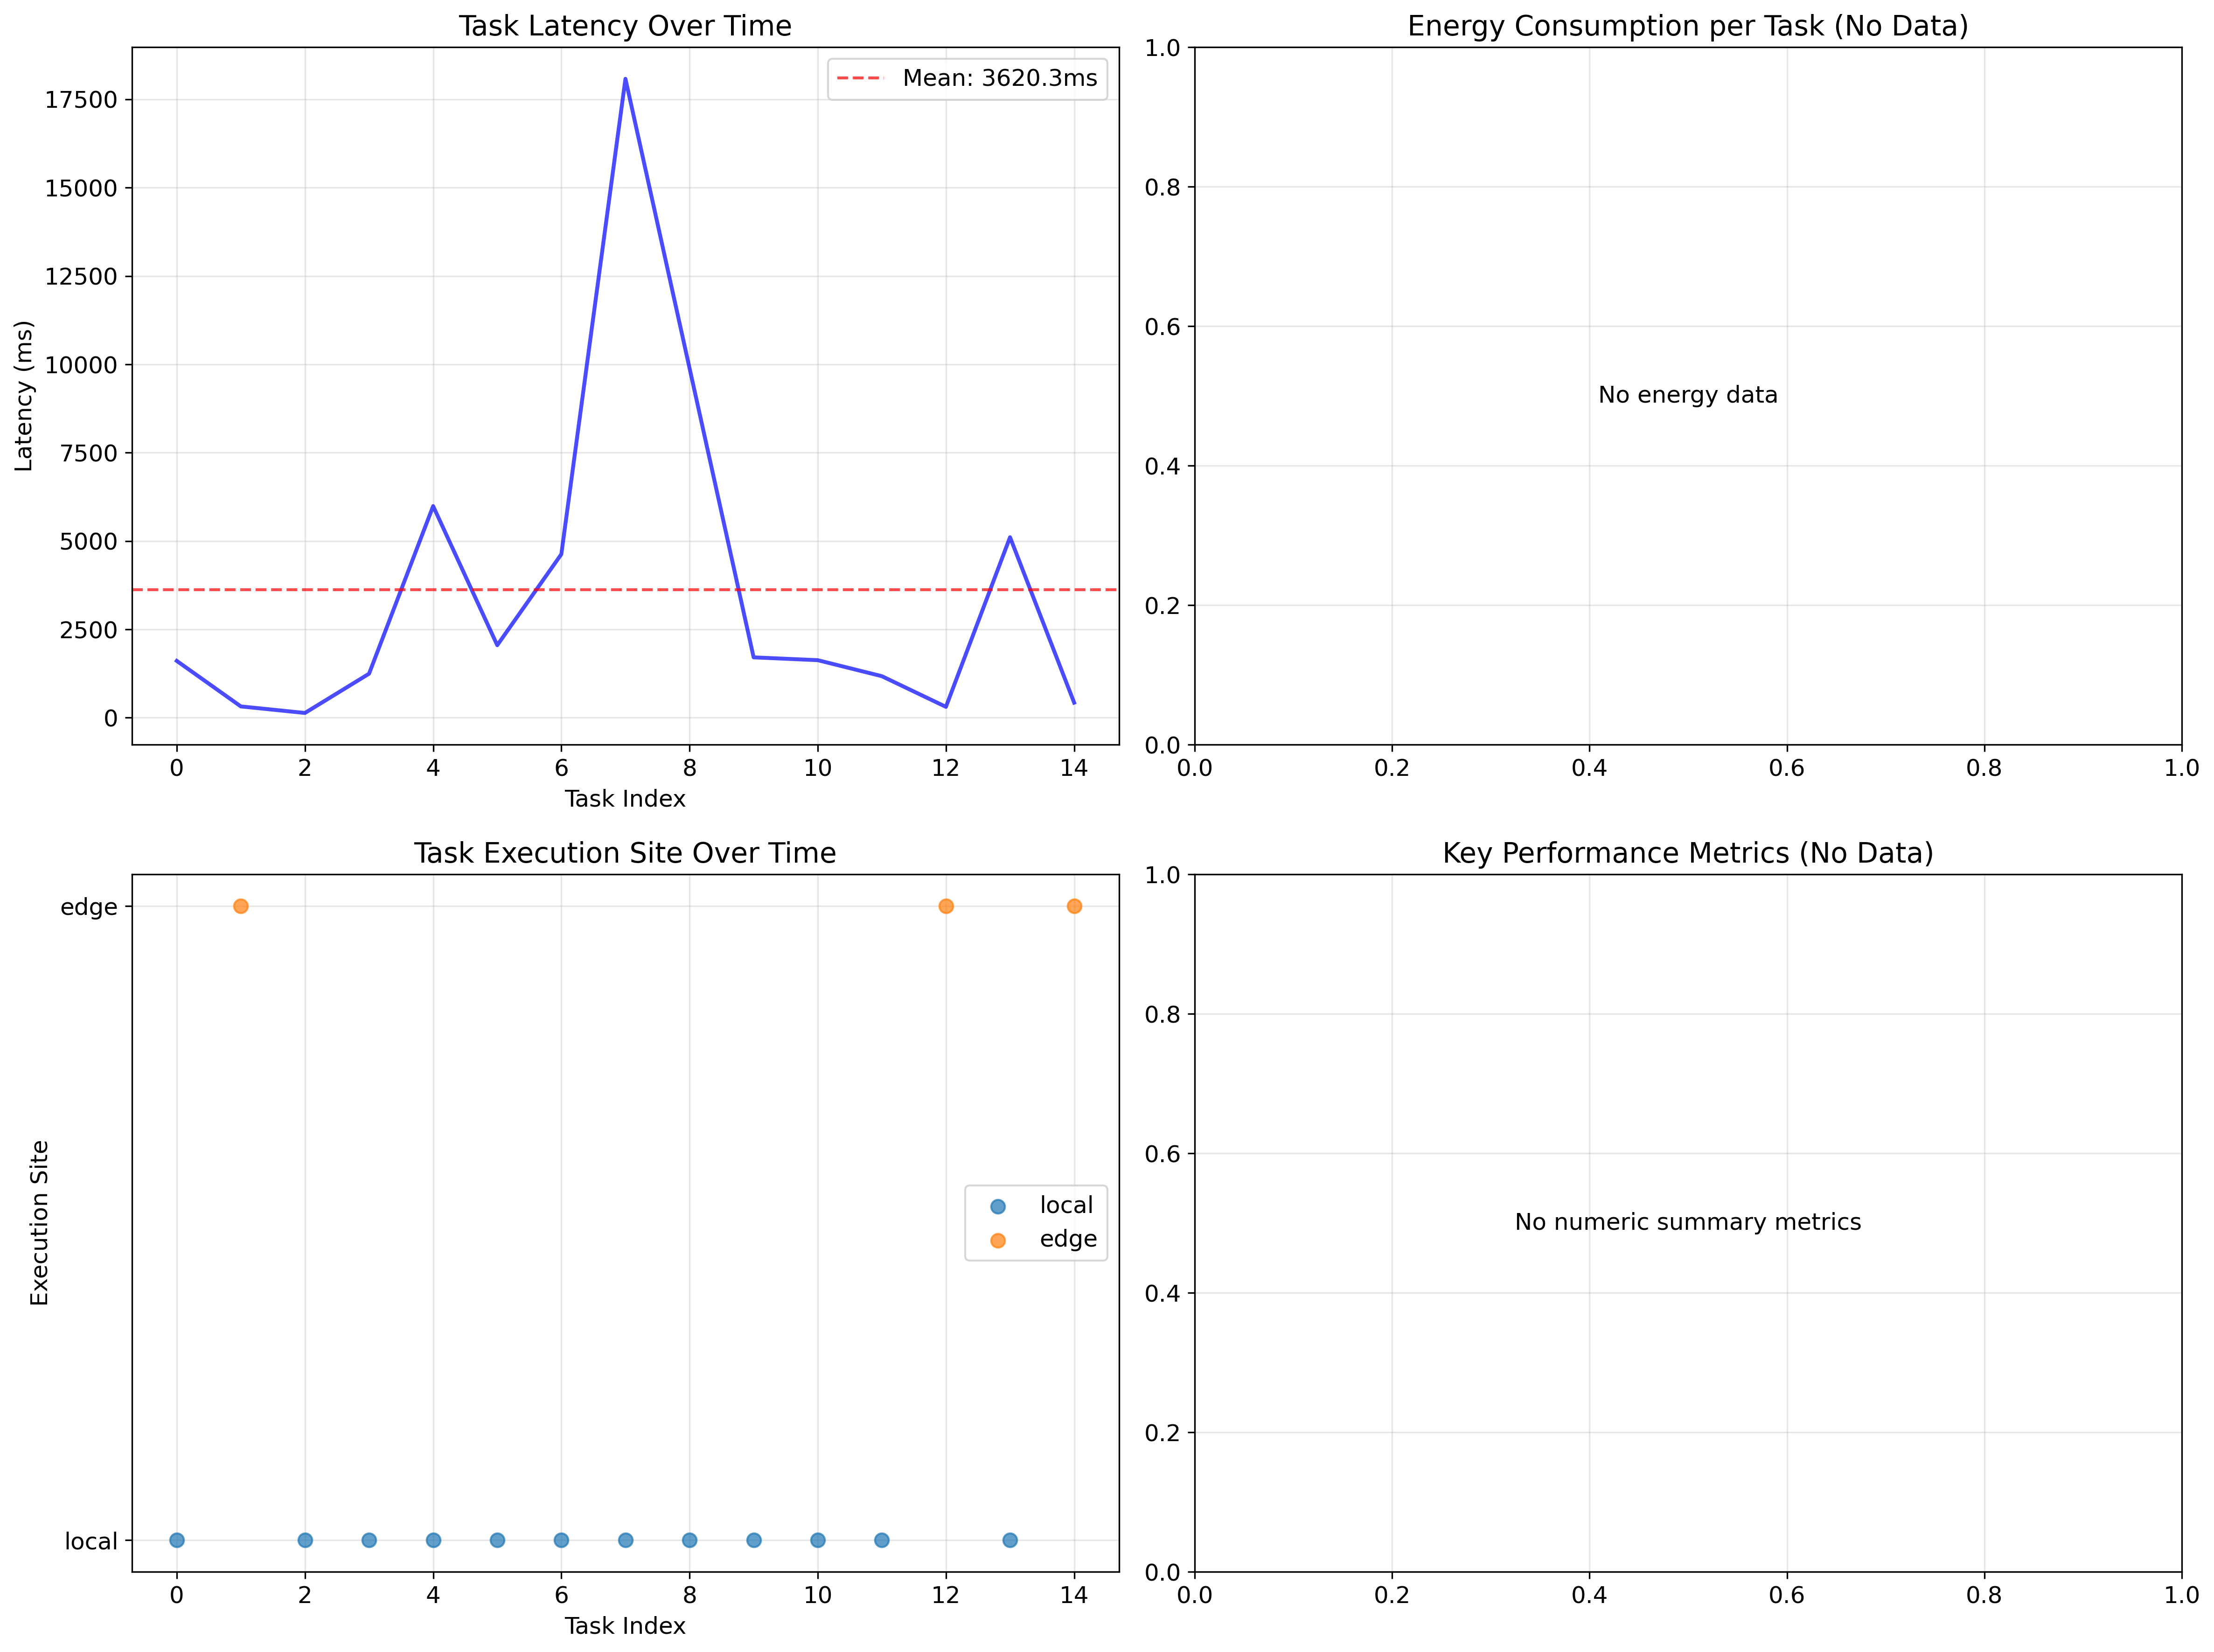 Task Latency Over Time
Mean: 3620.3ms
17500
15000
12500
10000
7500
5000
2500
0
Latency (ms)
0 2 4 6 8 10 12 14
Task Index
Energy Consumption per Task (No Data)
1.0
0.8
0.6
0.4
0.2
0.0
No energy data
0.0 0.2 0.4 0.6 0.8 1.0
Task Execution Site Over Time
edge
local
Execution Site
local
edge
0 2 4 6 8 10 12 14
Task Index
Key Performance Metrics (No Data)
1.0
0.8
0.6
0.4
0.2
0.0
No numeric summary metrics
0.0 0.2 0.4 0.6 0.8 1.0